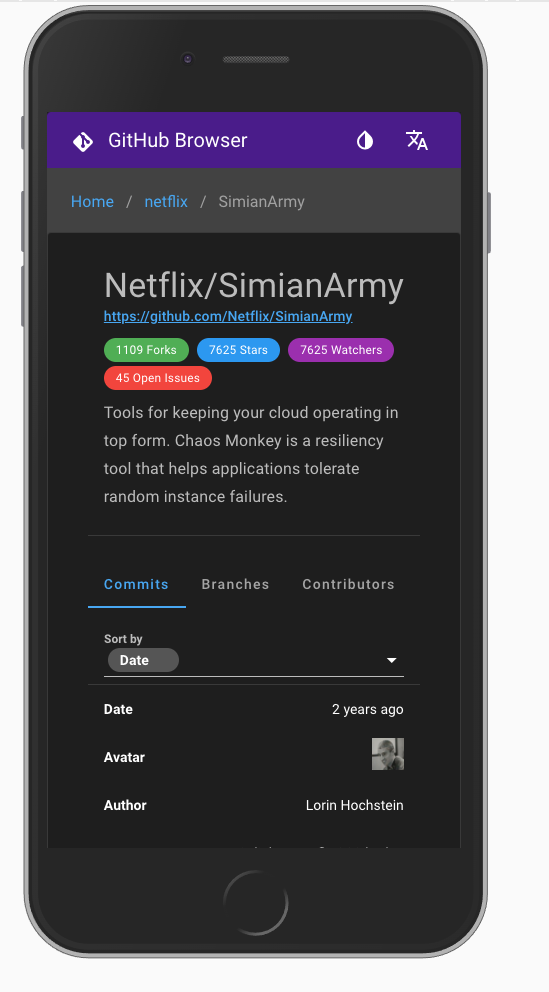 GitHub Browser
Home / netflix / SimianArmy
Netflix/SimianArmy
https://github.com/Netflix/SimianArmy
1109 Forks 7625 Stars 7625 Watchers
45 Open Issues
Tools for keeping your cloud operating in
top form. Chaos Monkey is a resiliency
tool that helps applications tolerate
random instance failures.
Commits Branches Contributors
Sort by
Date
Date 2 years ago
Avatar
Author Lorin Hochstein